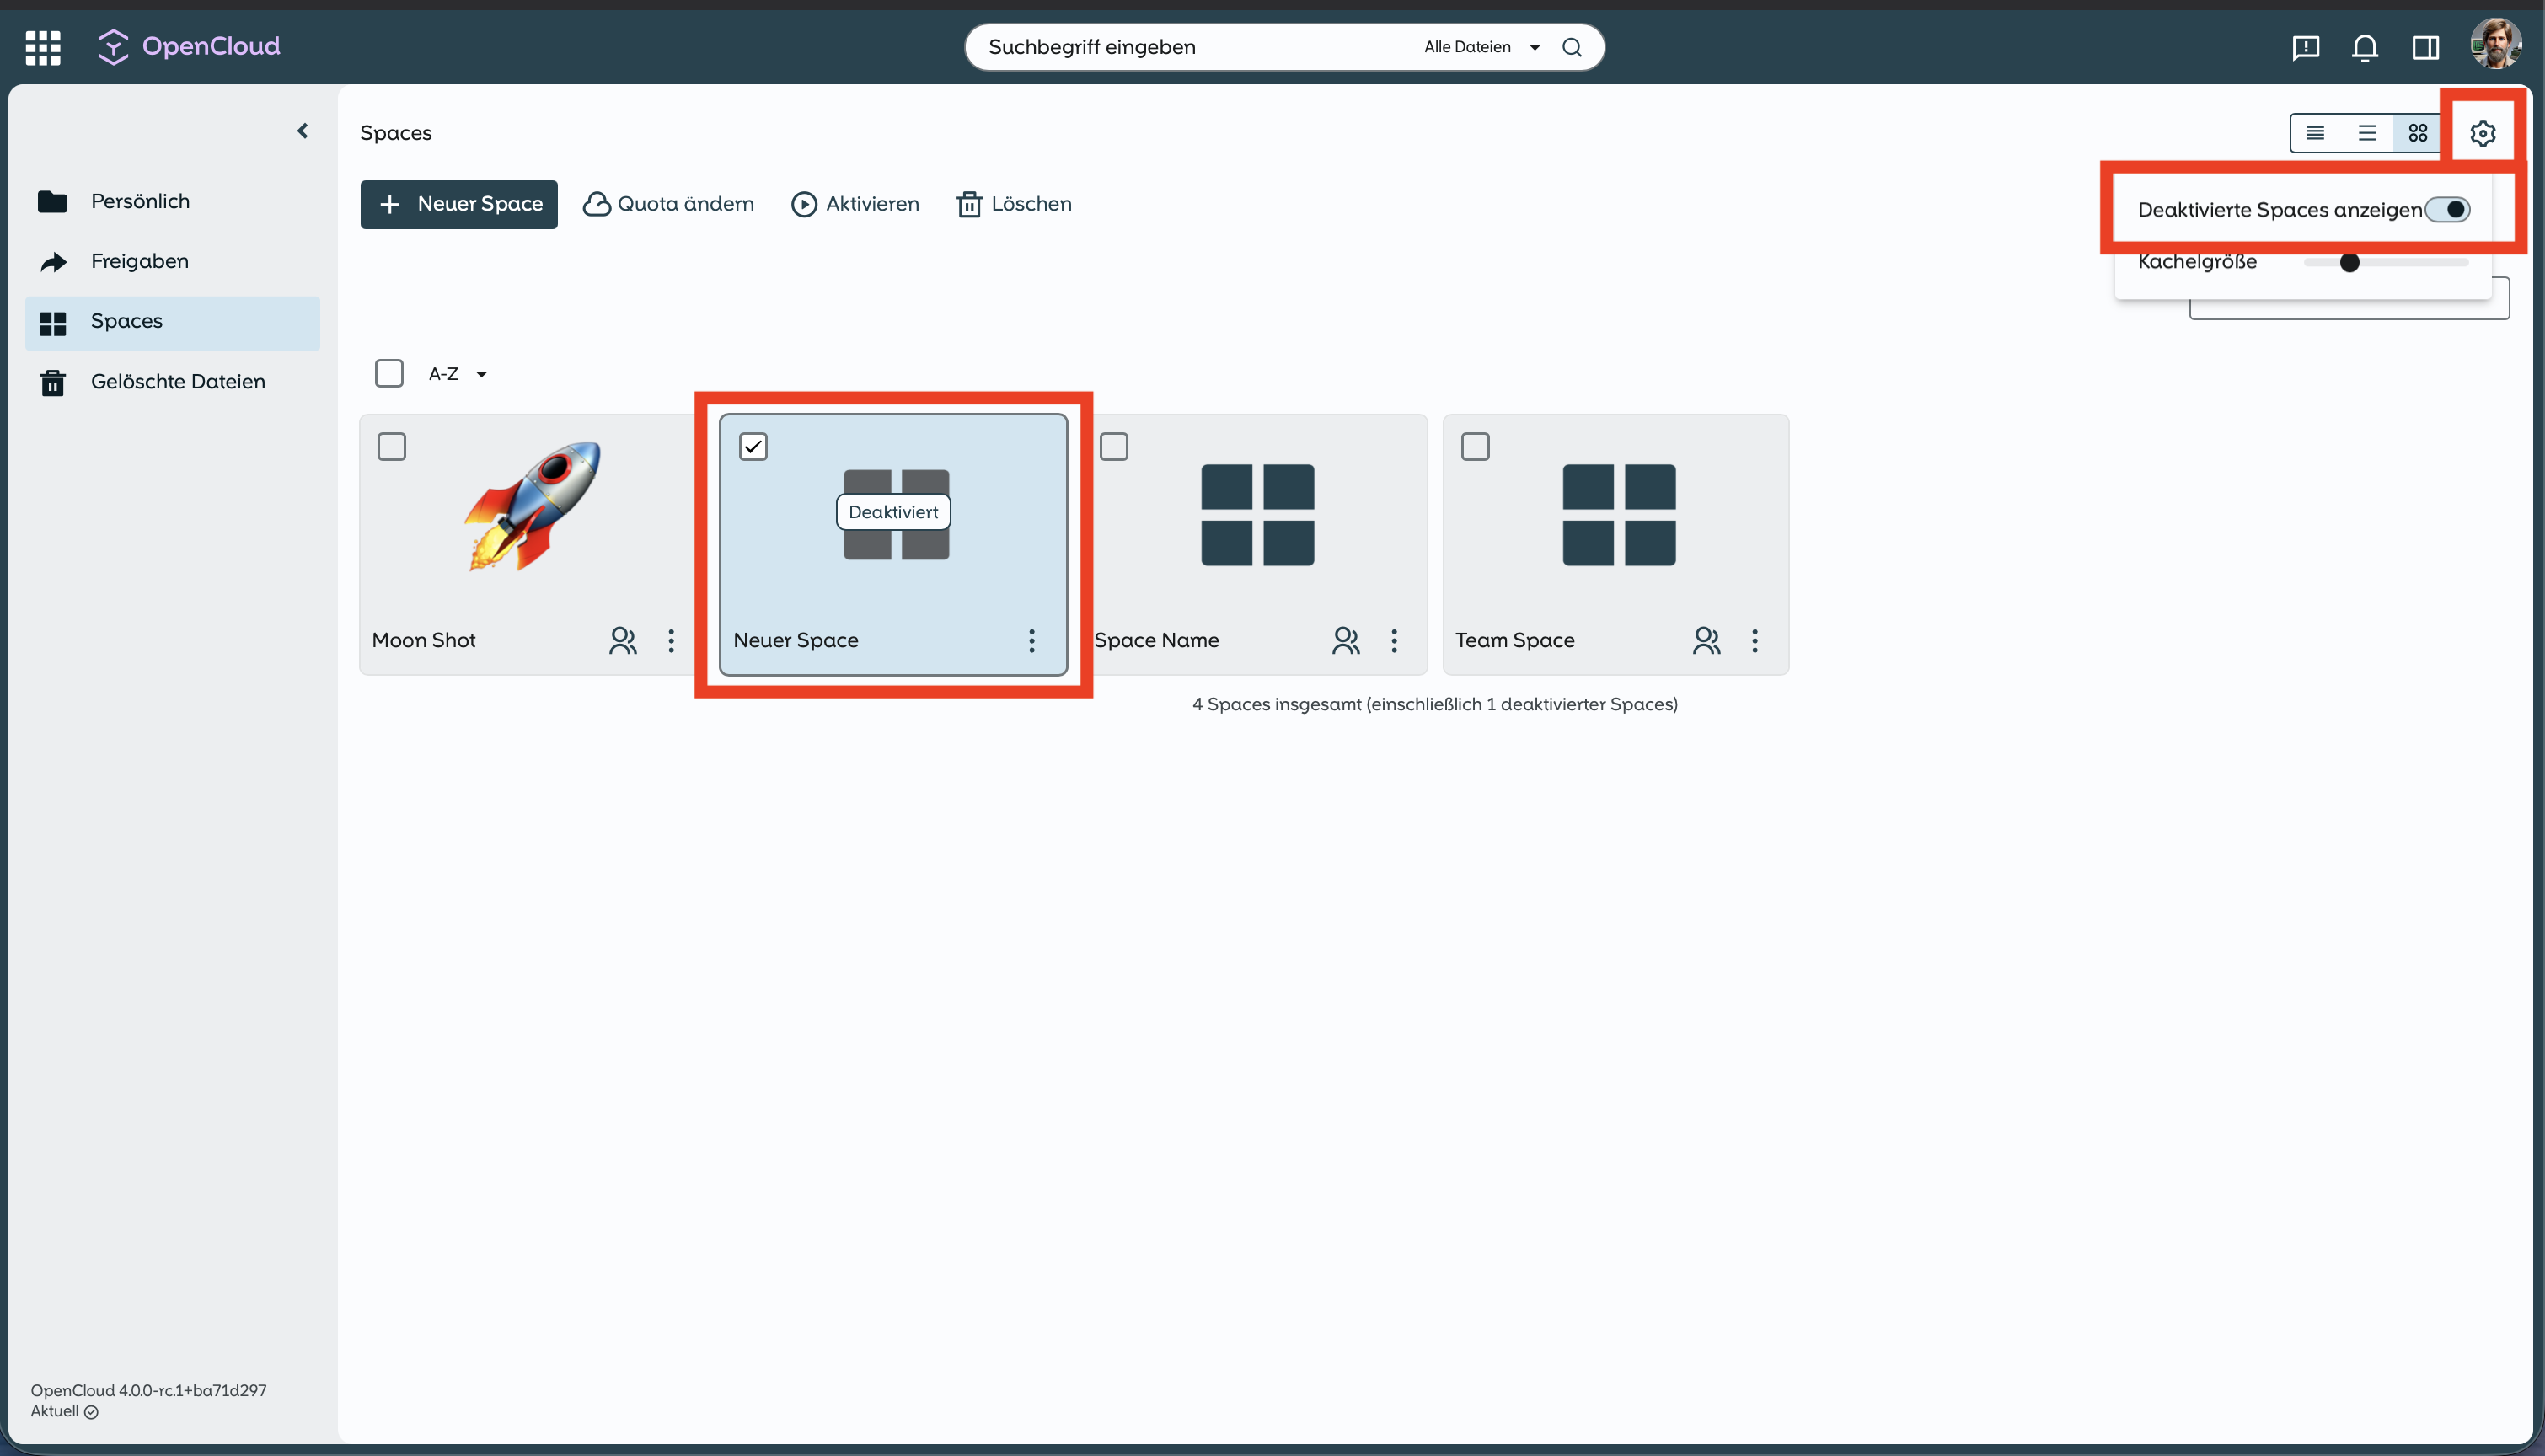 OpenCloud
Suchbegriff eingeben
Alle Dateien
Persönlich
Freigaben
Spaces
Gelöschte Dateien
Spaces
Neuer Space
Quota ändern
Aktivieren
Löschen
Deaktivierte Spaces anzeigen
Kachelgröße
A-Z
Deaktiviert
Moon Shot
Neuer Space
Space Name
Team Space
4 Spaces insgesamt (einschließlich 1 deaktivierter Spaces)
OpenCloud 4.0.0-rc.1+ba71d297
Aktuell